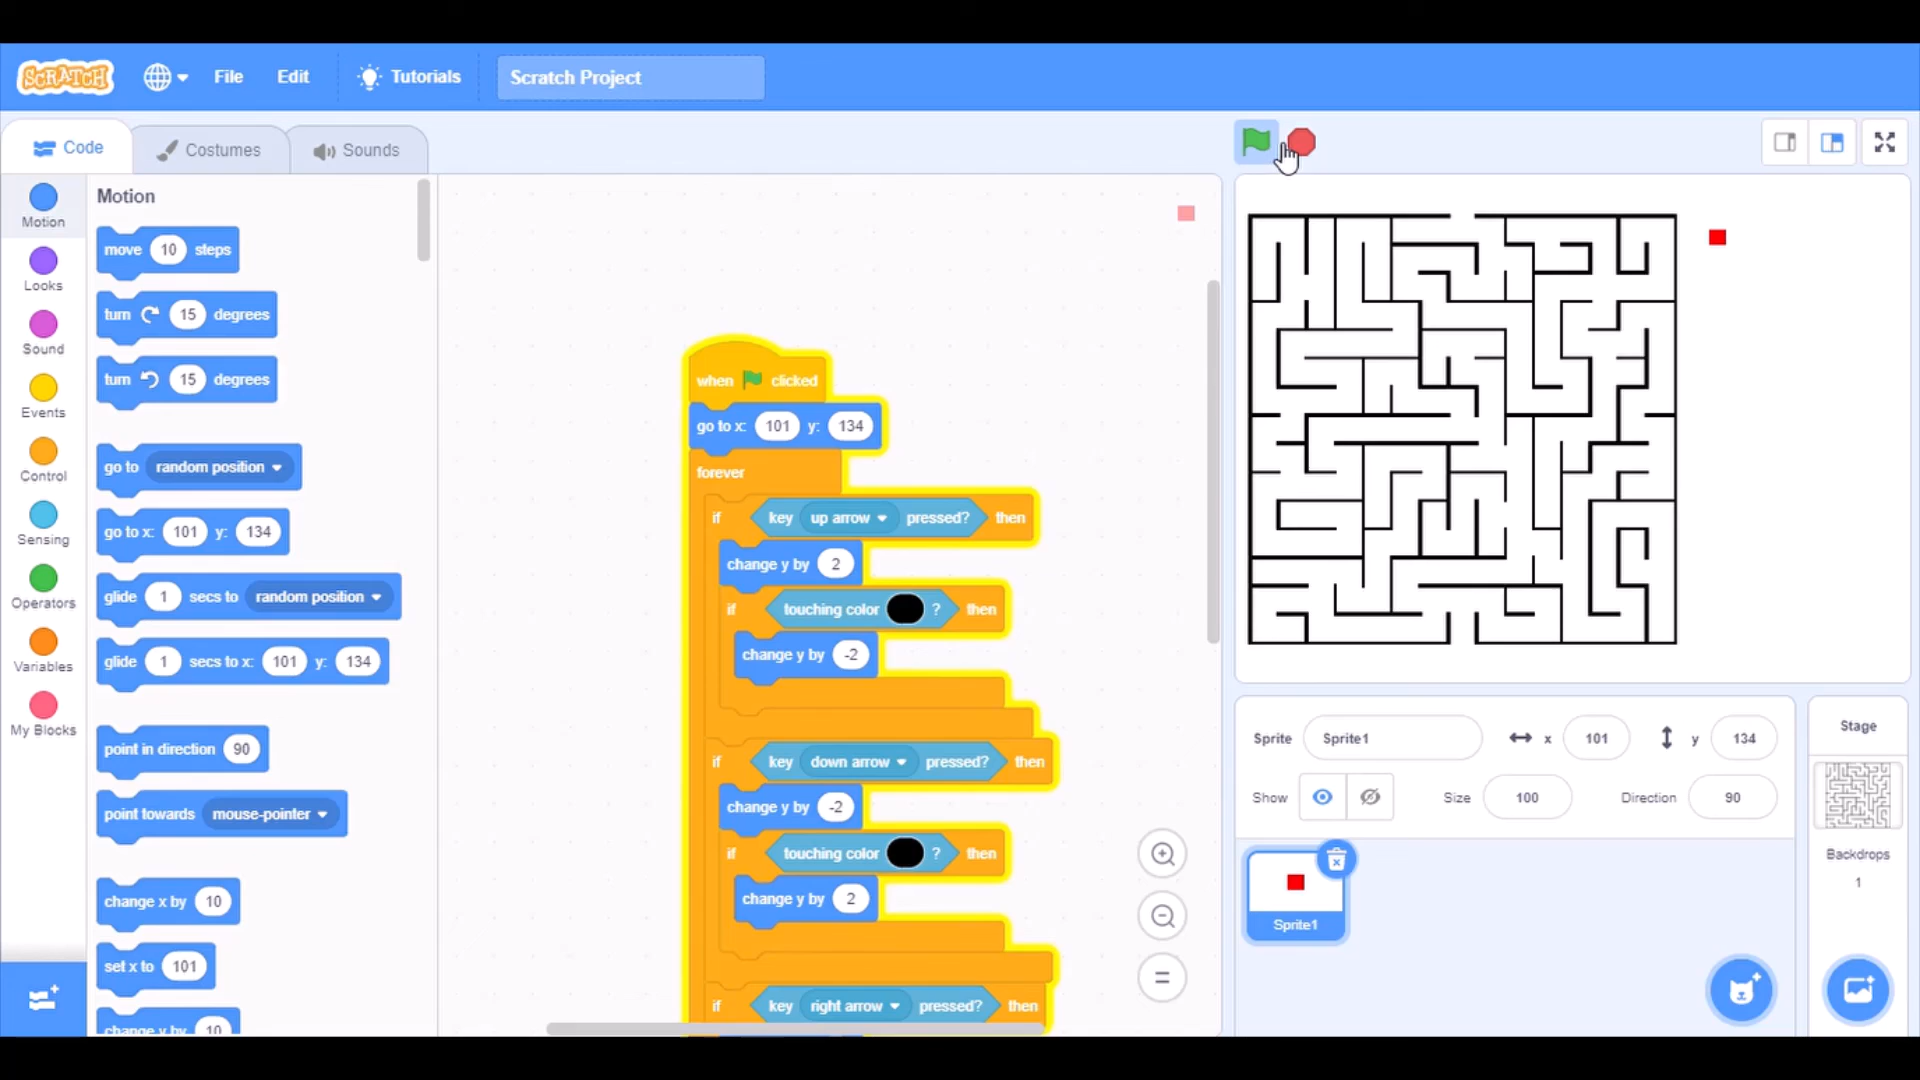 SCRATCH File Edit Tutorials Scratch Project
Code Costumes Sounds
Motion
Looks
Sound
Events
Control
Sensing
Operators
Variables
My Blocks
Motion
move 10 steps
turn 15 degrees
turn 15 degrees
go to random position
go to x: 101 y: 134
glide 1 secs to random position
glide 1 secs to x: 101 y: 134
point in direction 90
point towards mouse-pointer
change x by 10
set x to 101
change y by 10
when clicked
go to x: 101 y: 134
forever
if key up arrow pressed? then
change y by 2
if touching color ? then
change y by -2
if key down arrow pressed? then
change y by -2
if touching color ? then
change y by 2
if key right arrow pressed? then
Sprite Sprite1 x 101 y 134
Show Size 100 Direction 90
Sprite1
Stage
Backdrops
1